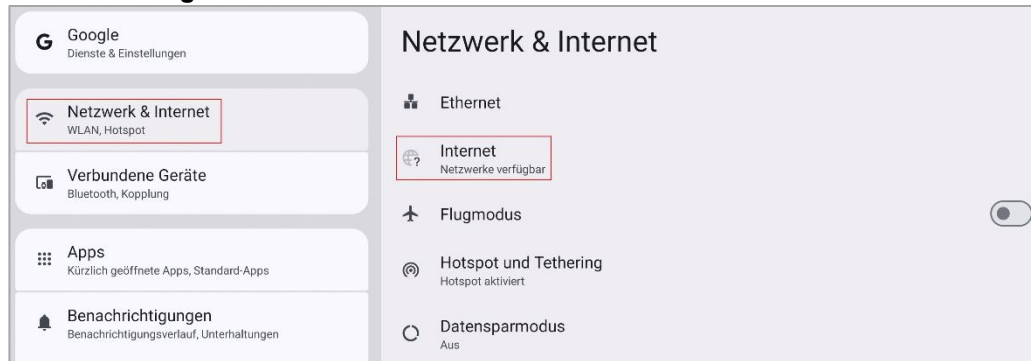 Google
Dienste & Einstellungen
Netzwerk & Internet
WLAN, Hotspot
Verbundene Geräte
Bluetooth, Kopplung
Apps
Kürzlich geöffnete Apps, Standard-Apps
Benachrichtigungen
Benachrichtigungsverlauf, Unterhaltungen
Netzwerk & Internet
Ethernet
Internet
Netzwerke verfügbar
Flugmodus
Hotspot und Tethering
Hotspot aktiviert
Datensparmodus
Aus